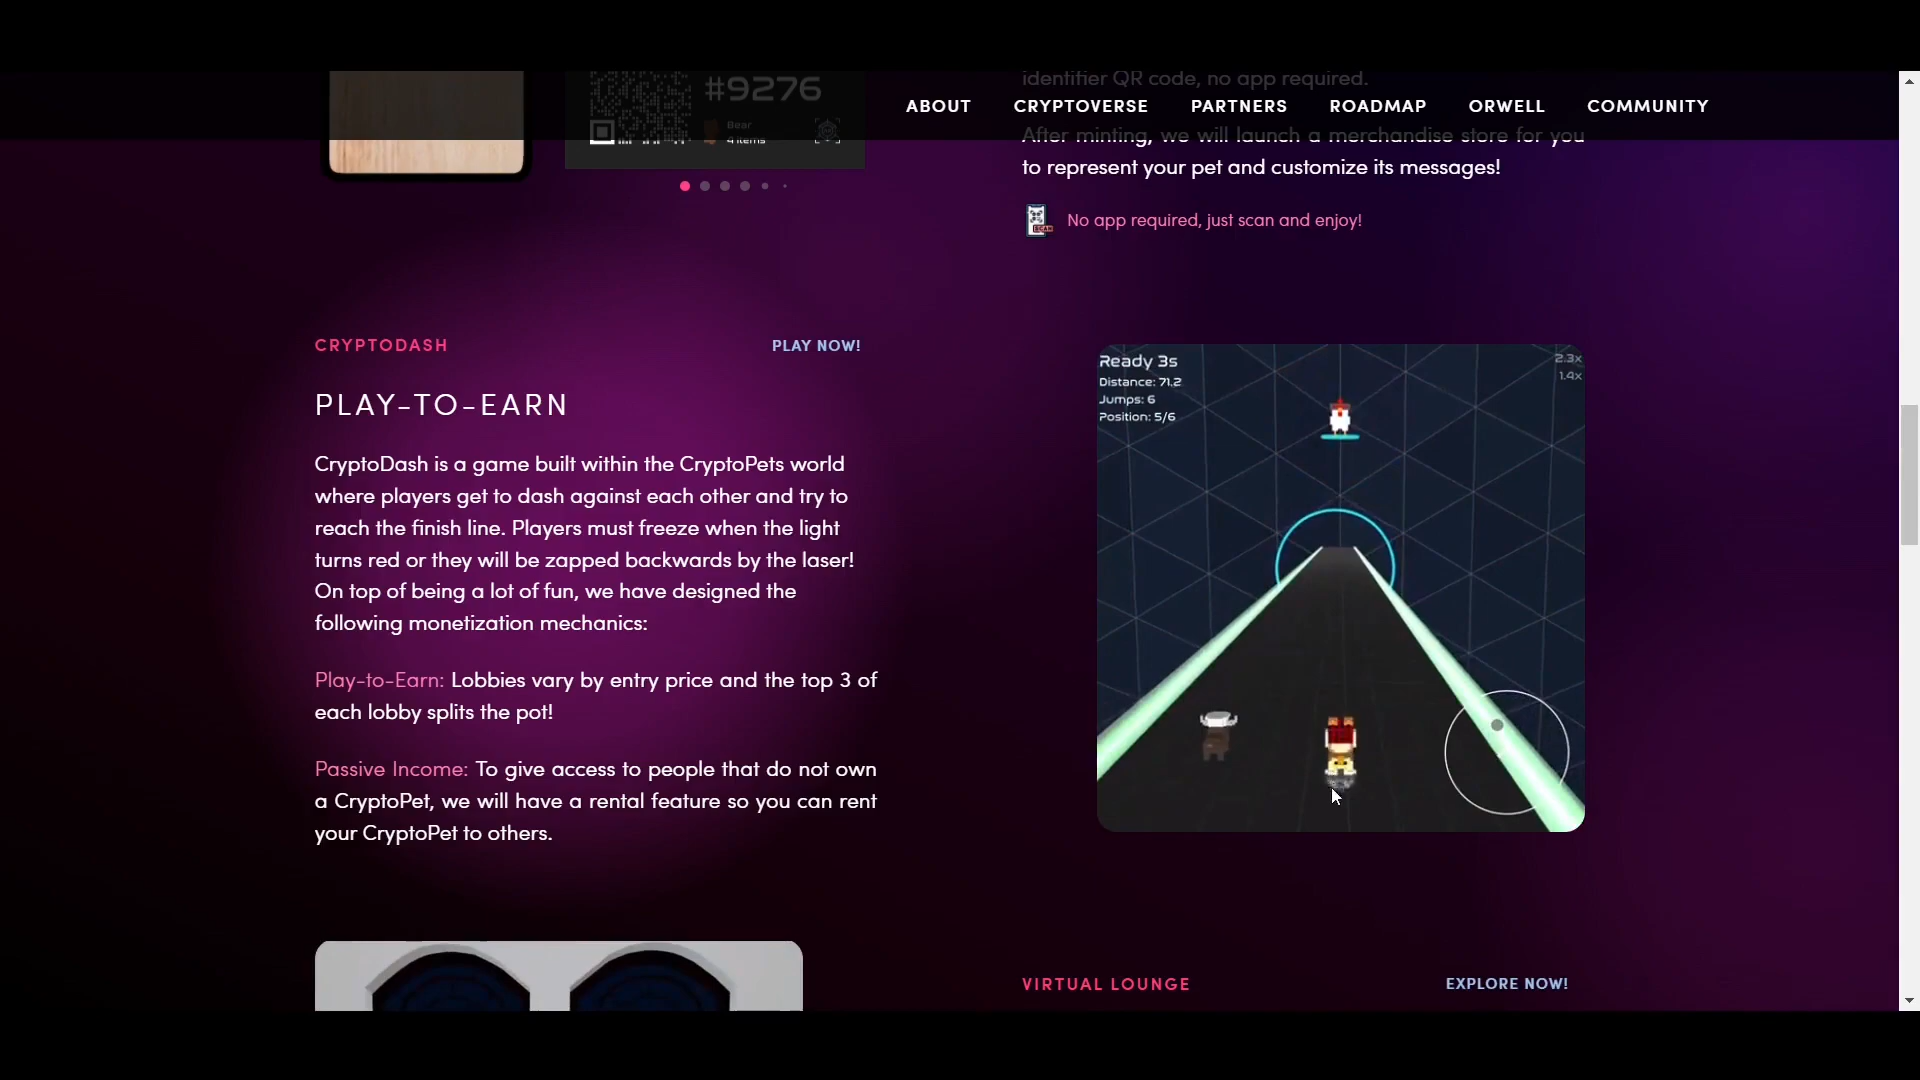 identifier QR code, no app required.
#9276
ABOUT CRYPTOVERSE PARTNERS ROADMAP ORWELL COMMUNITY
Bear
4 items
After minting, we will launch a merchandise store for you
to represent your pet and customize its messages!
No app required, just scan and enjoy!
CRYPTODASH
PLAY NOW!
PLAY-TO-EARN
CryptoDash is a game built within the CryptoPets world
where players get to dash against each other and try to
reach the finish line. Players must freeze when the light
turns red or they will be zapped backwards by the laser!
On top of being a lot of fun, we have designed the
following monetization mechanics:
Play-to-Earn: Lobbies vary by entry price and the top 3 of
each lobby splits the pot!
Passive Income: To give access to people that do not own
a CryptoPet, we will have a rental feature so you can rent
your CryptoPet to others.
Ready 3s
Distance: 71.2
Jumps: 6
Position: 5/6
2.3x
1.4x
VIRTUAL LOUNGE
EXPLORE NOW!